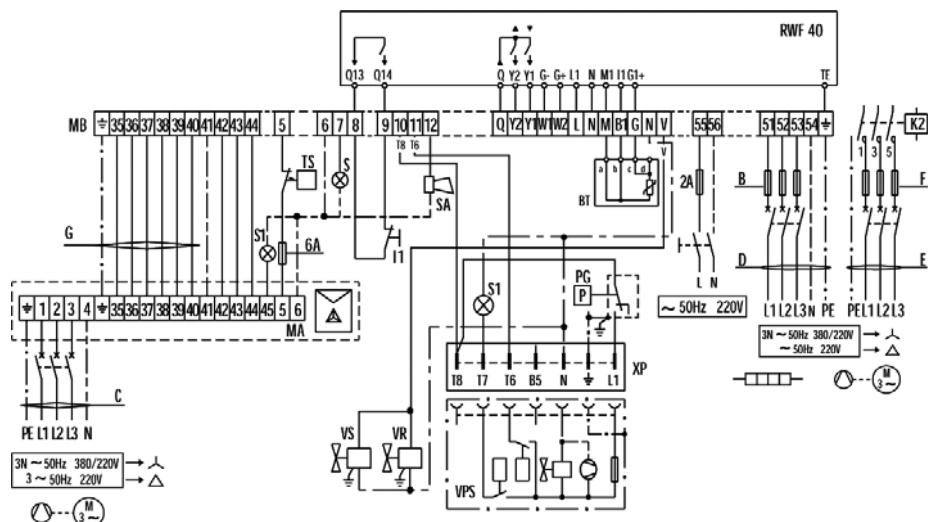 RWF 40
Q13 Q14 Q Y2 Y1 G- G+ L1 N M1 I1 G1+ TE
MB 35 36 37 38 39 40 41 42 43 44 5 6 7 8 9 10 11 12 Q Y2 Y1 W1 W2 L N M B1 G N V 55 56 51 52 53 54 K2
T8 T6 V 1 3 5
TS S SA a b c d BT 2A B F
G S1 6A I1
S1 PG P L N D E
1 2 3 4 35 36 37 38 39 40 41 42 43 44 45 5 6
MA
~ 50Hz 220V
L1 L2 L3 N PE PE L1 L2 L3
3N ~ 50Hz 380/220V
~ 50Hz 220V
XP
T8 T7 T6 B5 N L1
M
3 ~
C
PE L1 L2 L3 N
VS VR
VPS
3N ~ 50Hz 380/220V
3 ~ 50Hz 220V
M
3 ~